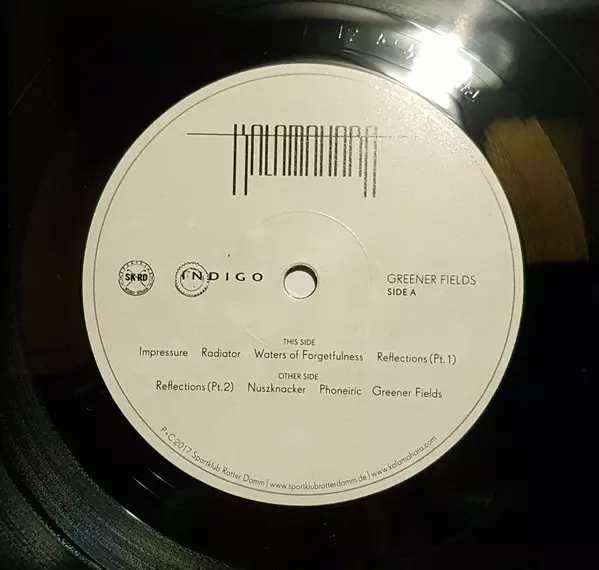 KALAMAHARA
SK·RD
INDIGO
GREENER FIELDS
SIDE A
THIS SIDE
Impressure Radiator Waters of Forgetfulness Reflections (Pt. 1)
OTHER SIDE
Reflections (Pt. 2) Nuszknacker Phoneiric Greener Fields
P+C 2017 Sportklub Rotter Damm | www.sportklubrotterdamm.de | www.kalamahara.com